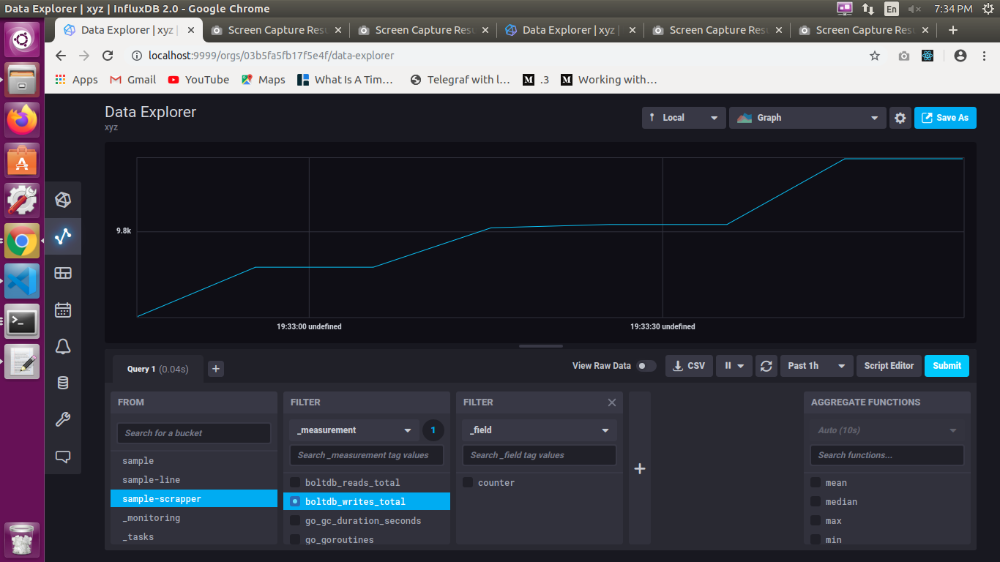 Data Explorer | xyz | InfluxDB 2.0 - Google Chrome
En
7:34 PM
Data Explorer | xyz |
Screen Capture Resu
Screen Capture Resu
Data Explorer | xyz |
Screen Capture Resu
Screen Capture Resu
localhost:9999/orgs/03b5fa5fb17f5e4f/data-explorer
Apps
Gmail
YouTube
Maps
What Is A Tim…
Telegraf with l…
.3
Working with…
Data Explorer
xyz
Local
Graph
Save As
9.8k
19:33:00 undefined
19:33:30 undefined
Query 1 (0.04s)
View Raw Data
CSV
Past 1h
Script Editor
Submit
FROM
Search for a bucket
sample
sample-line
sample-scrapper
_monitoring
_tasks
FILTER
_measurement
1
Search _measurement tag values
boltdb_reads_total
boltdb_writes_total
go_gc_duration_seconds
go_goroutines
FILTER
_field
Search _field tag values
counter
AGGREGATE FUNCTIONS
Auto (10s)
Search functions...
mean
median
max
min